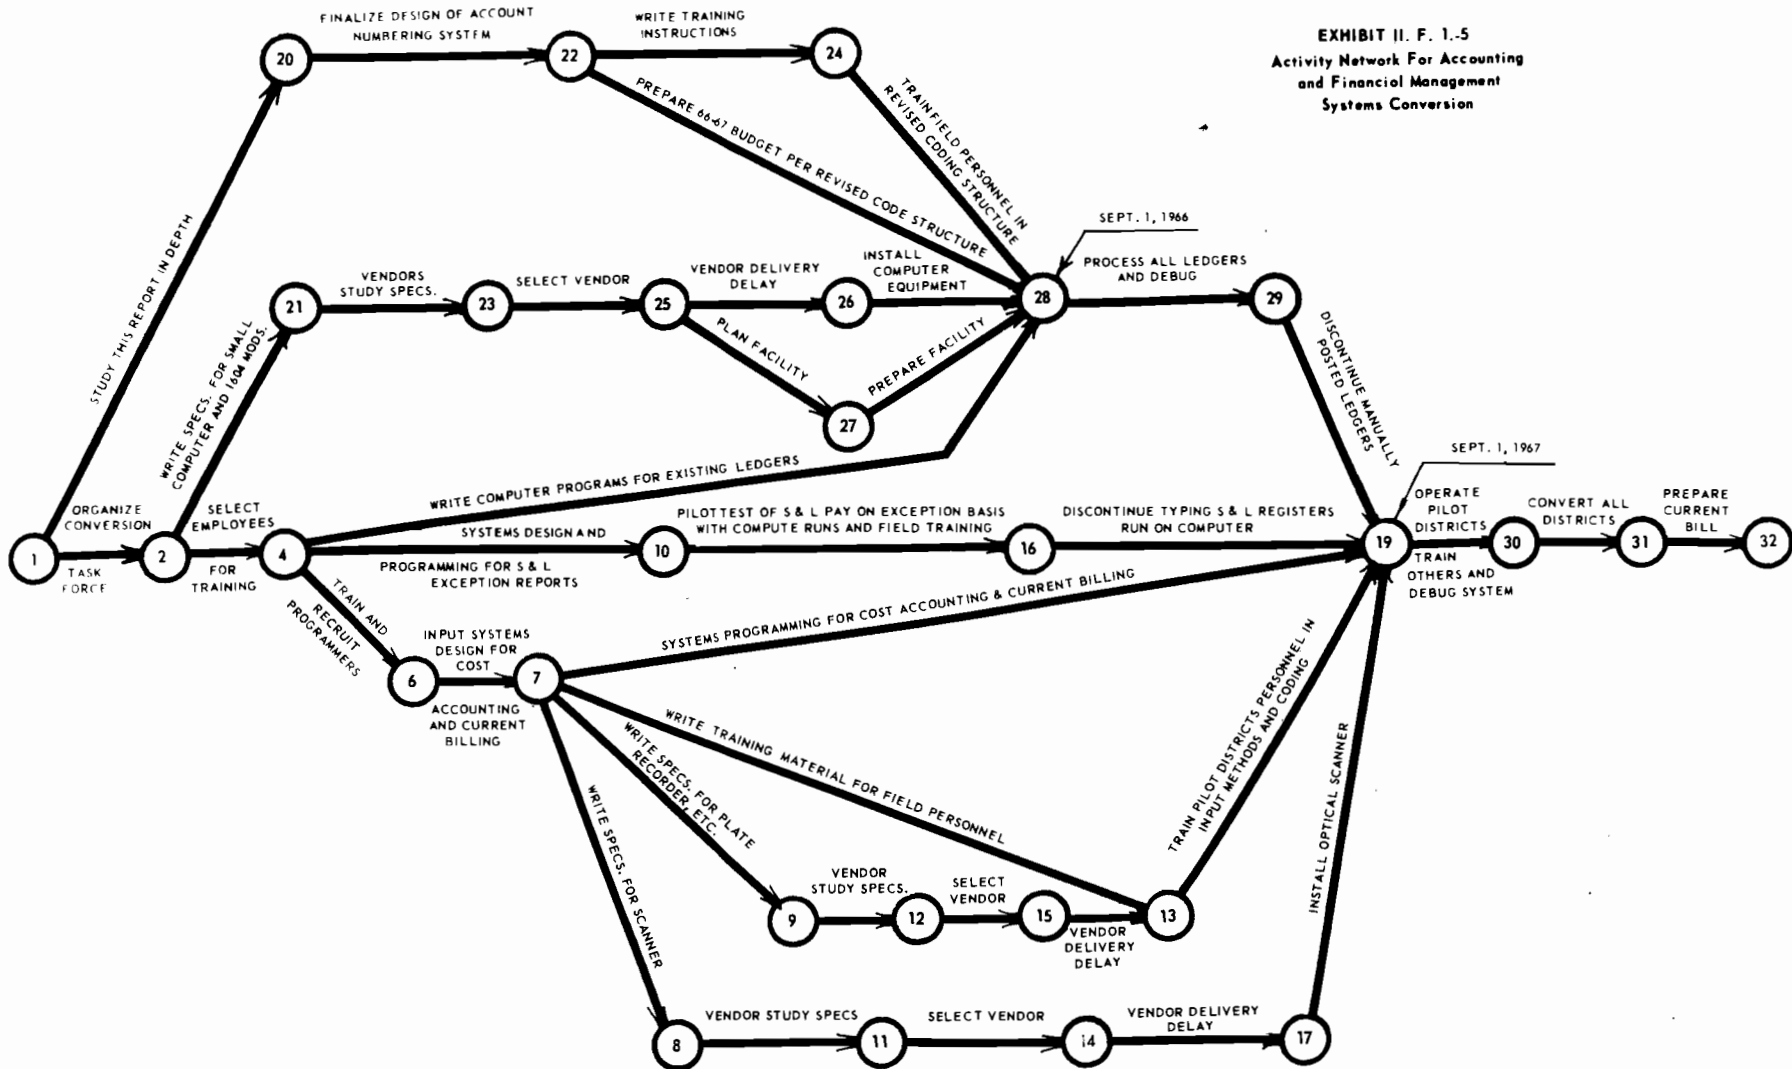 EXHIBIT II. F. 1.-5
Activity Network For Accounting
and Financial Management
Systems Conversion
FINALIZE DESIGN OF ACCOUNT
NUMBERING SYSTEM
WRITE TRAINING
INSTRUCTIONS
20
22
24
STUDY THIS REPORT IN DEPTH
PREPARE 66-67 BUDGET PER REVISED CODE STRUCTURE
TRAIN FIELD PERSONNEL IN
REVISED CODING STRUCTURE
SEPT. 1, 1966
WRITE SPECS. FOR SMALL
COMPUTER AND 1604 MODS.
VENDORS
STUDY SPECS.
SELECT VENDOR
VENDOR DELIVERY
DELAY
INSTALL
COMPUTER
EQUIPMENT
PROCESS ALL LEDGERS
AND DEBUG
21
23
25
26
28
29
PLAN FACILITY
PREPARE FACILITY
27
DISCONTINUE MANUALLY
POSTED LEDGERS
WRITE COMPUTER PROGRAMS FOR EXISTING LEDGERS
SEPT. 1, 1967
ORGANIZE
CONVERSION
TASK
FORCE
SELECT
EMPLOYEES
FOR
TRAINING
SYSTEMS DESIGN AND
PROGRAMMING FOR S & L
EXCEPTION REPORTS
PILOT TEST OF S & L PAY ON EXCEPTION BASIS
WITH COMPUTE RUNS AND FIELD TRAINING
DISCONTINUE TYPING S & L REGISTERS
RUN ON COMPUTER
OPERATE
PILOT
DISTRICTS
TRAIN
OTHERS AND
DEBUG SYSTEM
CONVERT ALL
DISTRICTS
PREPARE
CURRENT
BILL
1
2
4
10
16
19
30
31
32
TRAIN AND
RECRUIT
PROGRAMMERS
INPUT SYSTEMS
DESIGN FOR
COST
ACCOUNTING
AND CURRENT
BILLING
6
7
SYSTEMS PROGRAMMING FOR COST ACCOUNTING & CURRENT BILLING
WRITE TRAINING MATERIAL FOR FIELD PERSONNEL
WRITE SPECS. FOR PLATE
RECORDER, ETC.
WRITE SPECS. FOR SCANNER
TRAIN PILOT DISTRICTS PERSONNEL IN
INPUT METHODS AND CODING
INSTALL OPTICAL SCANNER
VENDOR
STUDY SPECS.
SELECT
VENDOR
VENDOR
DELIVERY
DELAY
9
12
15
13
VENDOR STUDY SPECS
SELECT VENDOR
VENDOR DELIVERY
DELAY
8
11
14
17